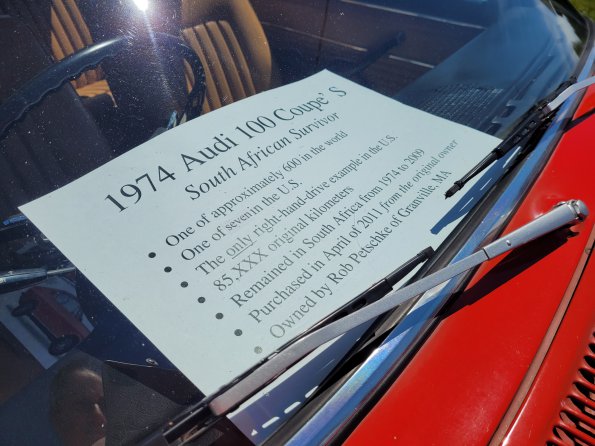 1974 Audi 100 Coupe' S
South African Survivor
• One of approximately 600 in the world
• One of seven in the U.S.
• The only right-hand-drive example in the U.S.
• 85,XXX original kilometers
• Remained in South Africa from 1974 to 2009
• Purchased in April of 2011 from the original owner
• Owned by Rob Petschke of Granville, MA